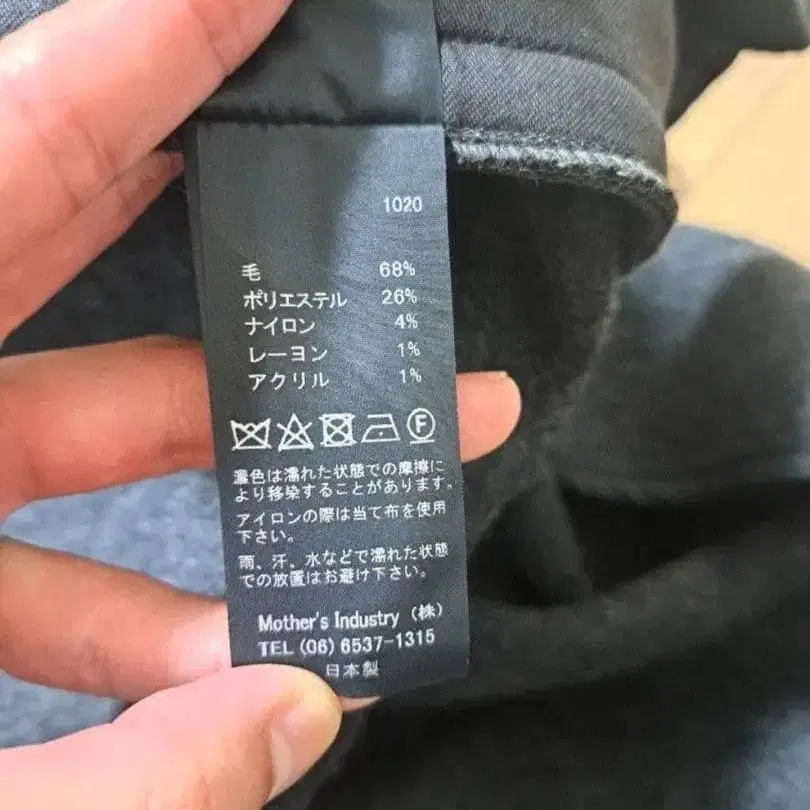 1020
毛 68%
ポリエステル 26%
ナイロン 4%
レーヨン 1%
アクリル 1%
F
濃色は濡れた状態での摩擦に
より移染することがあります。
アイロンの際は当て布を使用
下さい。
雨、汗、水などで濡れた状態
での放置はお避け下さい。
Mother's Industry (株)
TEL (06) 6537-1315
日本製